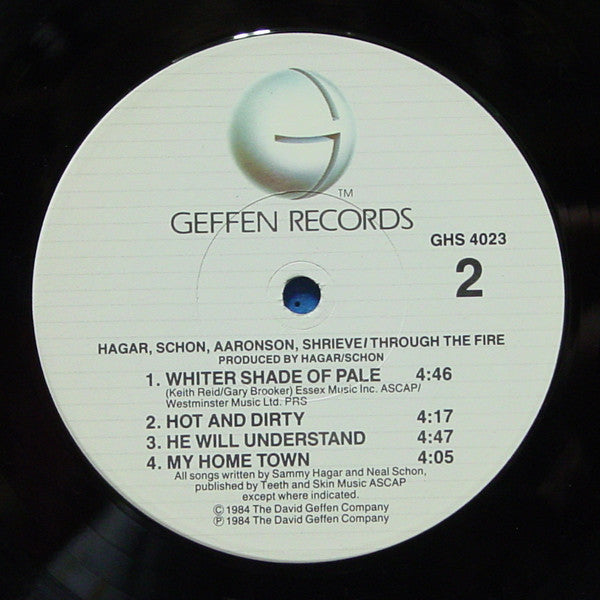 G
TM
GEFFEN RECORDS
GHS 4023
2
HAGAR, SCHON, AARONSON, SHRIEVE/THROUGH THE FIRE
PRODUCED BY HAGAR/SCHON
1. WHITER SHADE OF PALE 4:46
(Keith Reid/Gary Brooker) Essex Music Inc. ASCAP/
Westminster Music Ltd. PRS
2. HOT AND DIRTY 4:17
3. HE WILL UNDERSTAND 4:47
4. MY HOME TOWN 4:05
All songs written by Sammy Hagar and Neal Schon,
published by Teeth and Skin Music ASCAP
except where indicated.
© 1984 The David Geffen Company
℗ 1984 The David Geffen Company